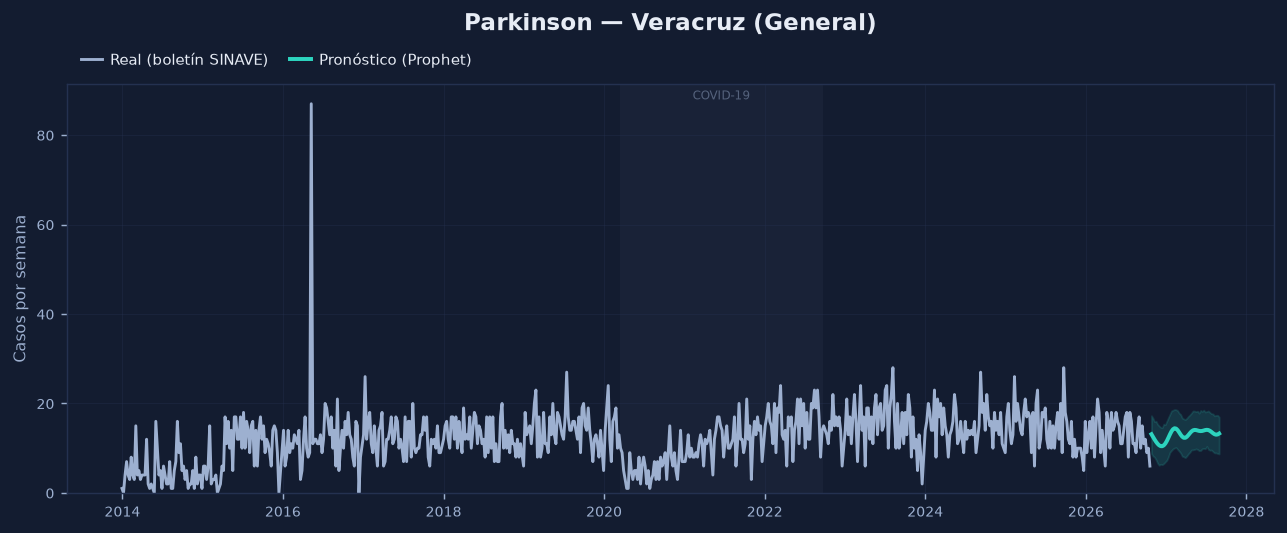 Parkinson — Veracruz (General)
Real (boletín SINAVE)
Pronóstico (Prophet)
COVID-19
Casos por semana
80
60
40
20
0
2014
2016
2018
2020
2022
2024
2026
2028